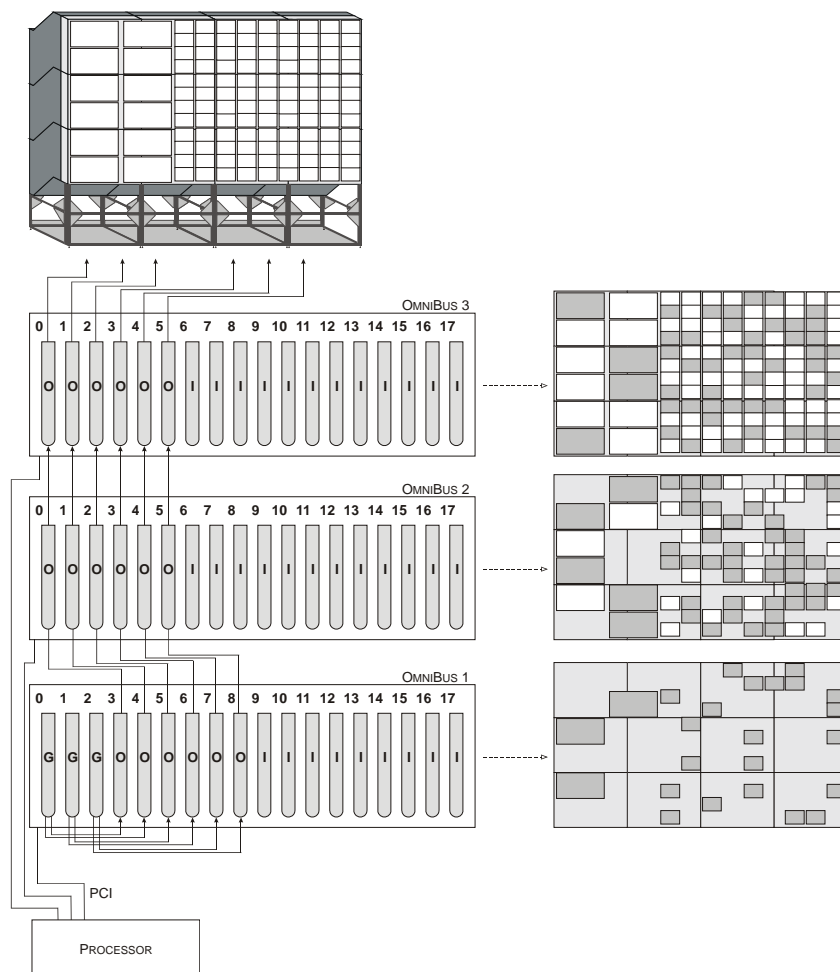 OMNIBUS 3
0 1 2 3 4 5 6 7 8 9 10 11 12 13 14 15 16 17
O O O O O O I I I I I I I I I I I I
OMNIBUS 2
0 1 2 3 4 5 6 7 8 9 10 11 12 13 14 15 16 17
O O O O O O I I I I I I I I I I I I
OMNIBUS 1
0 1 2 3 4 5 6 7 8 9 10 11 12 13 14 15 16 17
G G G O O O O O O I I I I I I I I I
PCI
PROCESSOR